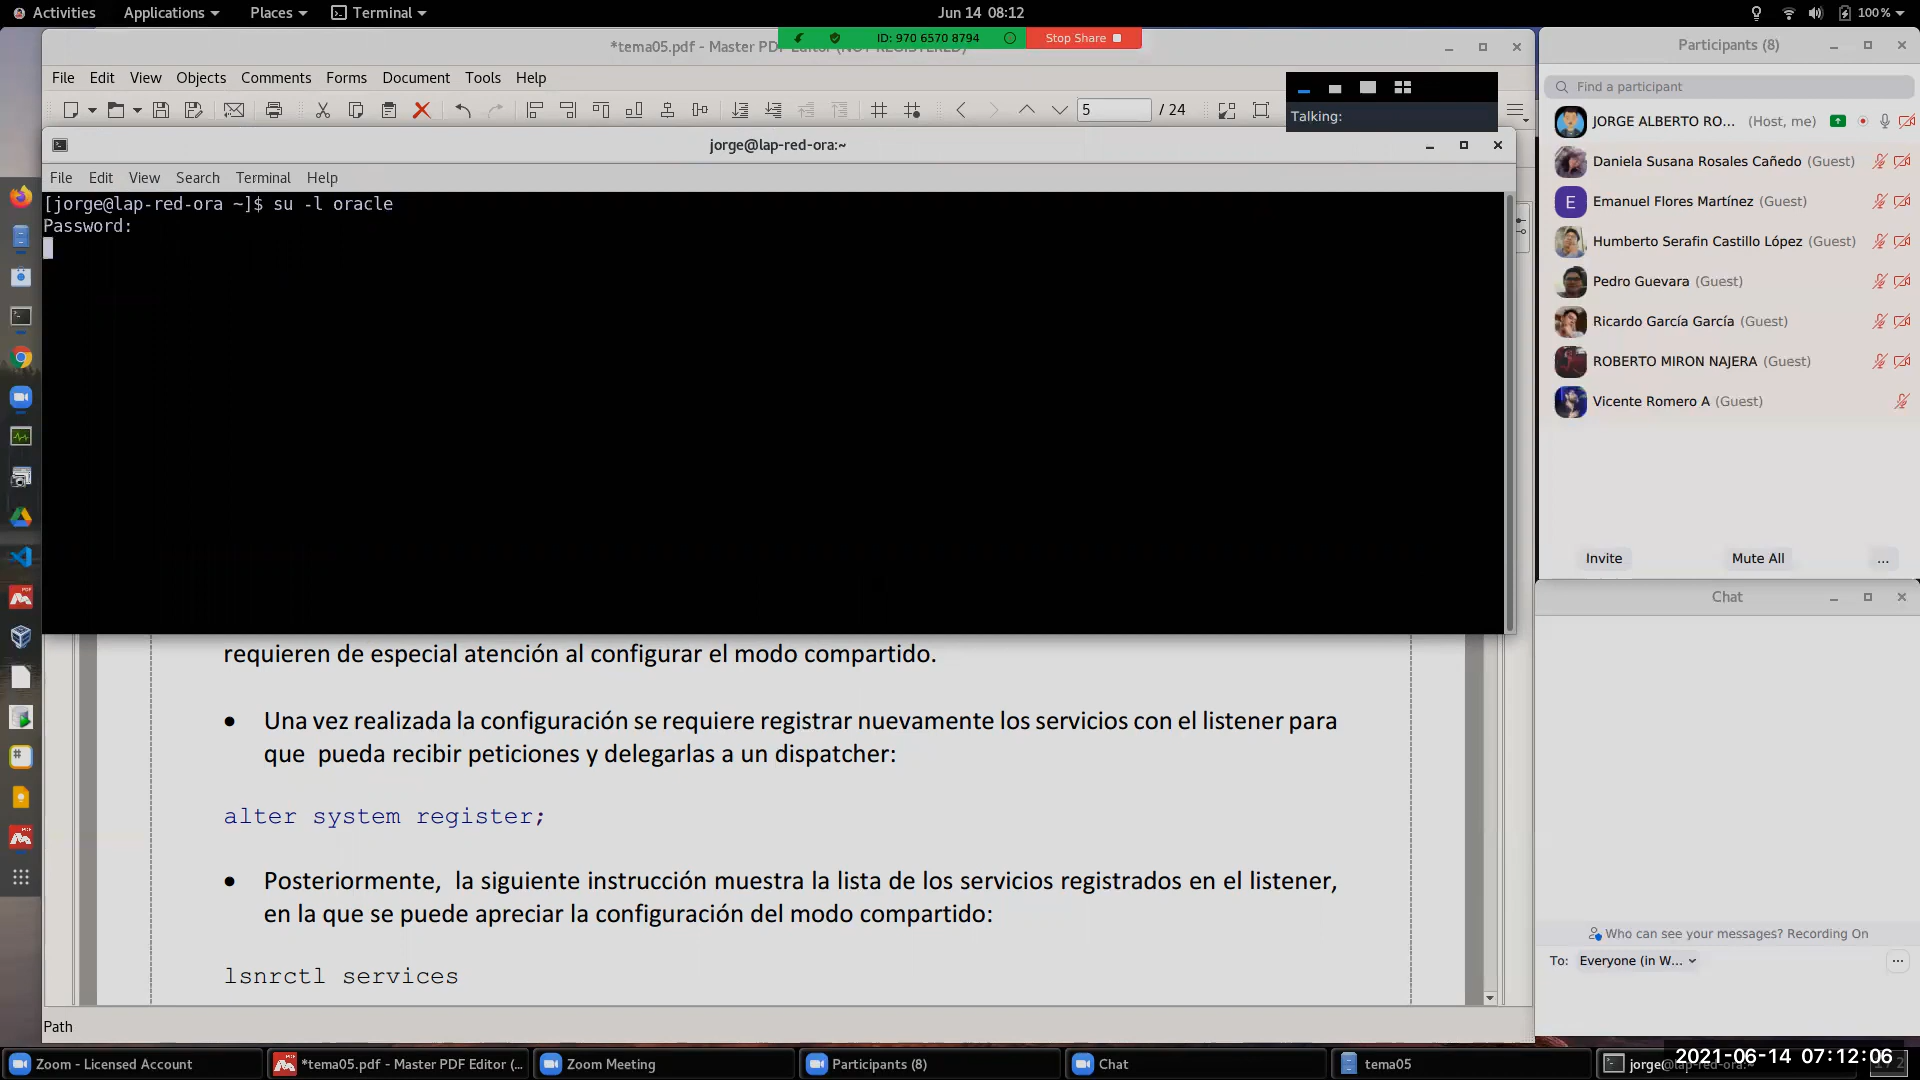 Activities Applications Places Terminal Jun 14 08:12 100%
*tema05.pdf - Master PDF Editor (NOT REGISTERED)
ID: 970 6570 8794 Stop Share
File Edit View Objects Comments Forms Document Tools Help
5 / 24
Talking:
jorge@lap-red-ora:~
File Edit View Search Terminal Help
[jorge@lap-red-ora ~]$ su -l oracle
Password:
requieren de especial atención al configurar el modo compartido.
• Una vez realizada la configuración se requiere registrar nuevamente los servicios con el listener para
que pueda recibir peticiones y delegarlas a un dispatcher:
alter system register;
• Posteriormente, la siguiente instrucción muestra la lista de los servicios registrados en el listener,
en la que se puede apreciar la configuración del modo compartido:
lsnrctl services
Path
Participants (8)
Find a participant
JORGE ALBERTO RO... (Host, me)
Daniela Susana Rosales Cañedo (Guest)
E Emanuel Flores Martínez (Guest)
Humberto Serafin Castillo López (Guest)
Pedro Guevara (Guest)
Ricardo García García (Guest)
ROBERTO MIRON NAJERA (Guest)
Vicente Romero A (Guest)
Invite Mute All ...
Chat
Who can see your messages? Recording On
To: Everyone (in W...
Zoom - Licensed Account *tema05.pdf - Master PDF Editor (... Zoom Meeting Participants (8) Chat tema05 jorge@lap-red-ora:~
2021-06-14 07:12:06